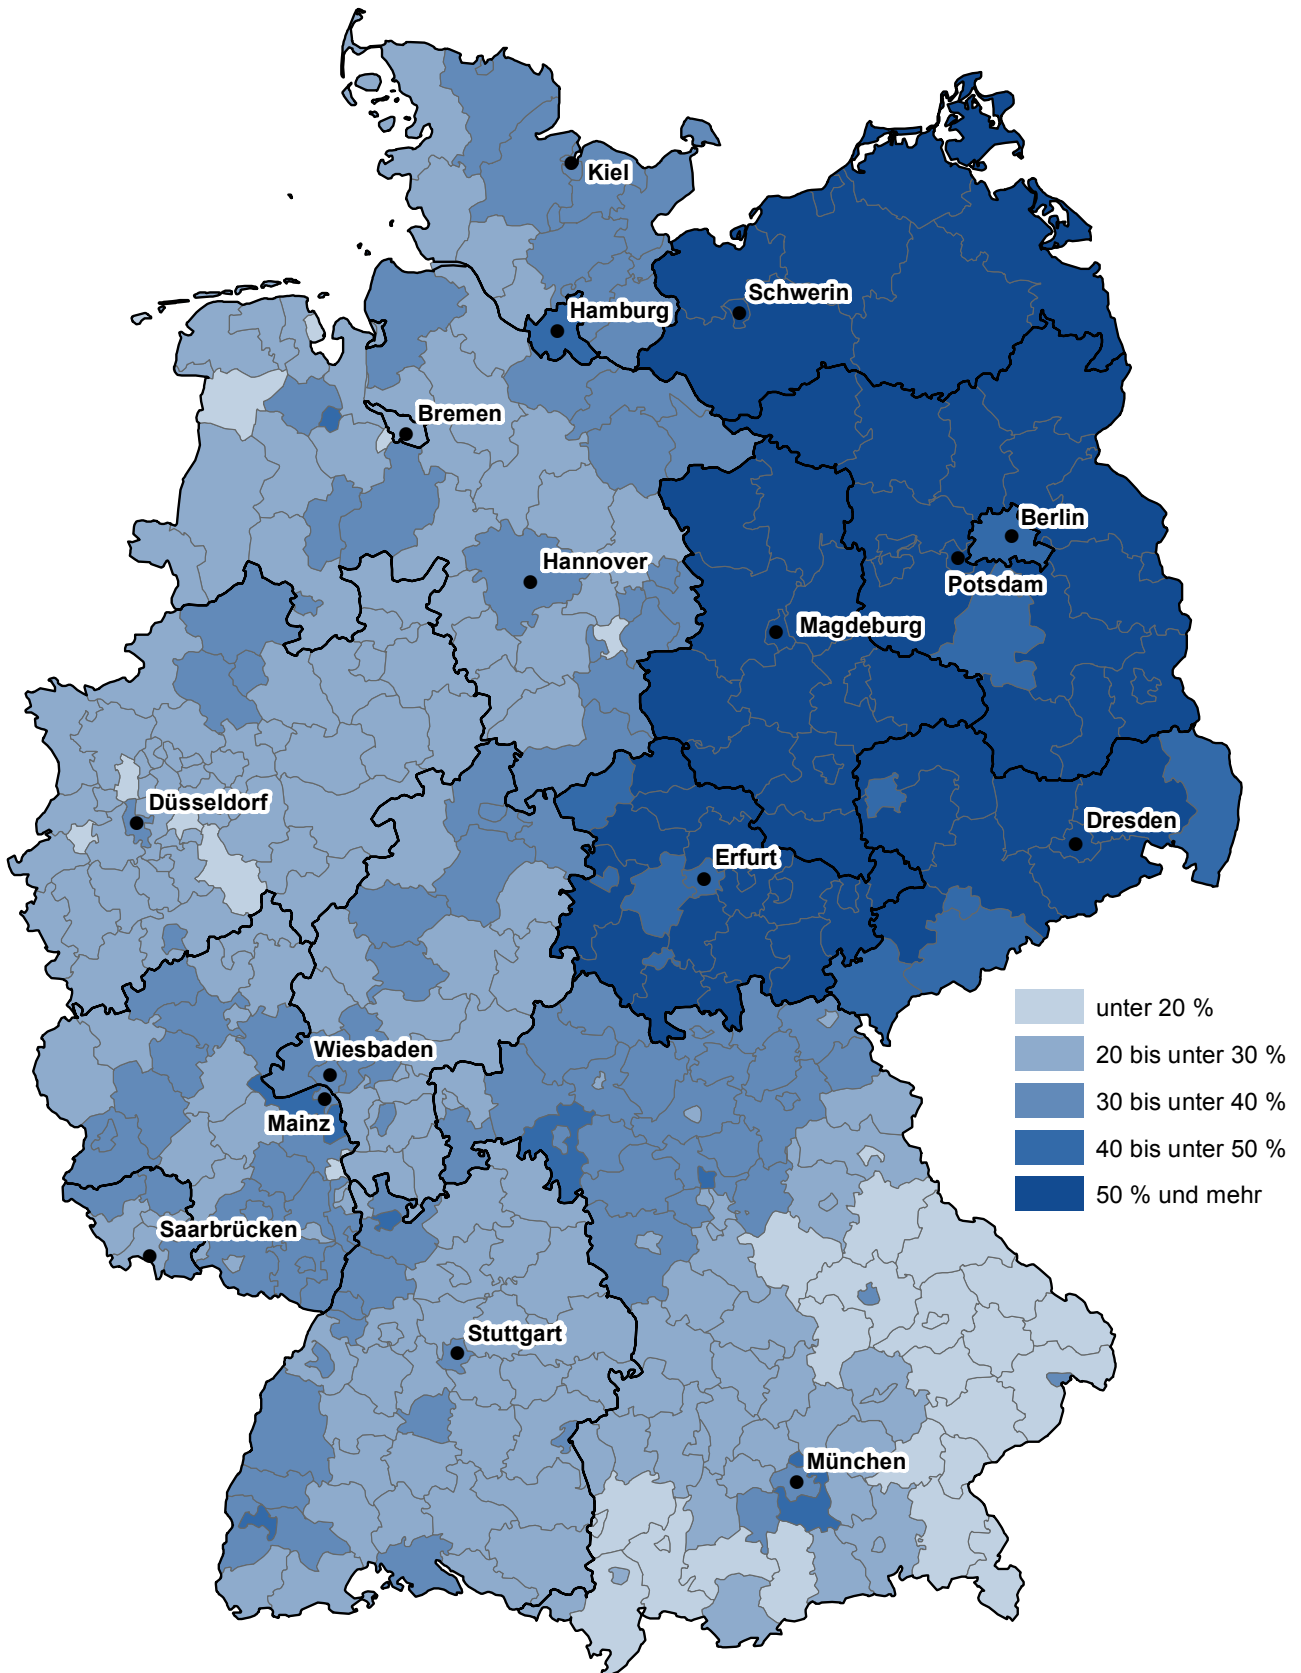 Kiel
Schwerin
Hamburg
Bremen
Berlin
Hannover
Potsdam
Magdeburg
Düsseldorf
Dresden
Erfurt
unter 20 %
20 bis unter 30 %
30 bis unter 40 %
40 bis unter 50 %
50 % und mehr
Wiesbaden
Mainz
Saarbrücken
Stuttgart
München